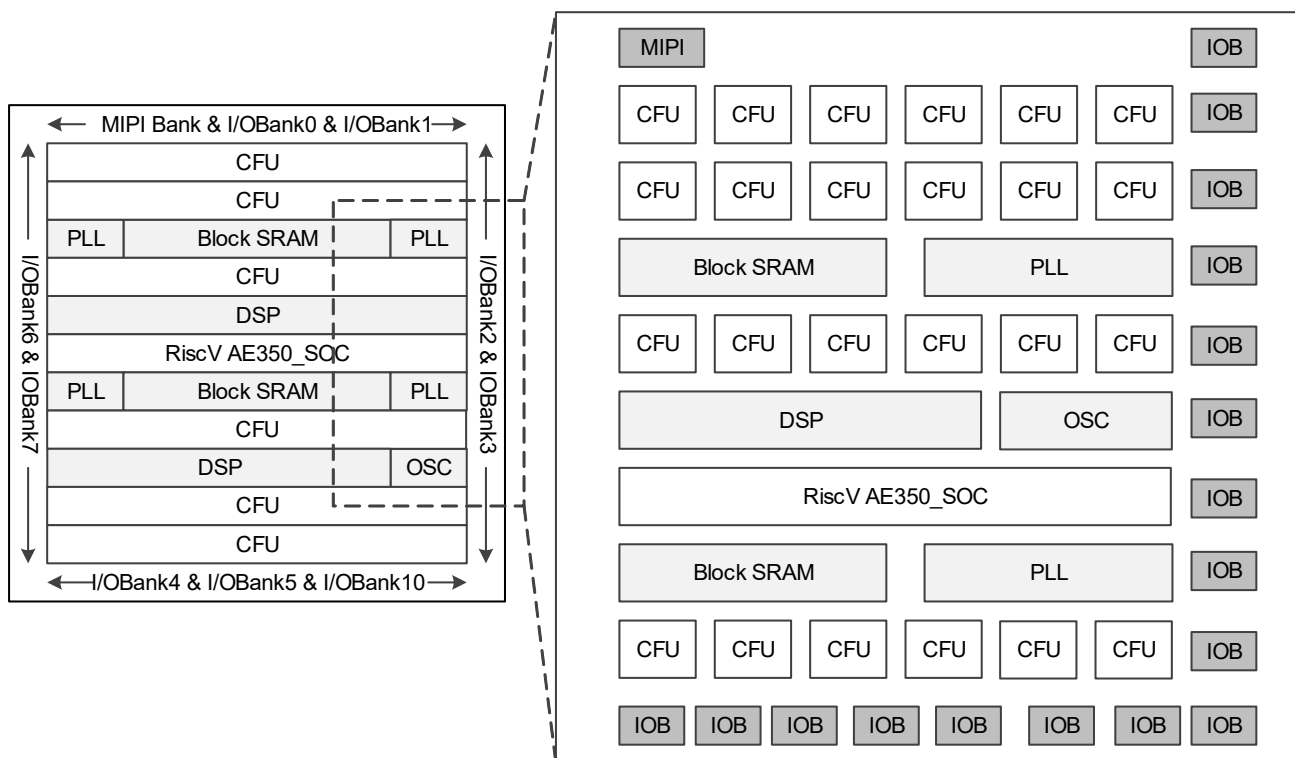 MIPI Bank & I/OBank0 & I/OBank1
CFU
CFU
PLL Block SRAM PLL
CFU
DSP
RiscV AE350_SOC
PLL Block SRAM PLL
CFU
DSP OSC
CFU
CFU
I/OBank4 & I/OBank5 & I/OBank10
I/OBank6 & IOBank7
I/OBank2 & IOBank3
MIPI IOB
CFU CFU CFU CFU CFU CFU IOB
CFU CFU CFU CFU CFU CFU IOB
Block SRAM PLL IOB
CFU CFU CFU CFU CFU CFU IOB
DSP OSC IOB
RiscV AE350_SOC IOB
Block SRAM PLL IOB
CFU CFU CFU CFU CFU CFU IOB
IOB IOB IOB IOB IOB IOB IOB IOB